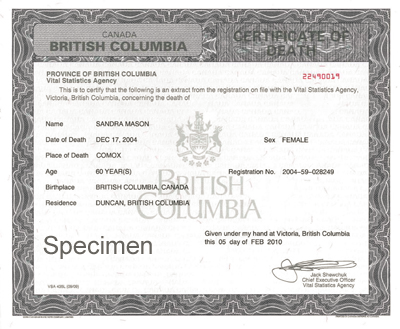 CANADA
BRITISH COLUMBIA
CERTIFICATE OF
DEATH
PROVINCE OF BRITISH COLUMBIA
Vital Statistics Agency
22490019
This is to certify that the following is an extract from the registration on file with the Vital Statistics Agency,
Victoria, British Columbia, concerning the death of
Name SANDRA MASON
Date of Death DEC 17, 2004 Sex FEMALE
Place of Death COMOX
Age 60 YEAR(S) Registration No. 2004-59-028249
Birthplace BRITISH COLUMBIA, CANADA
Residence DUNCAN, BRITISH COLUMBIA
BRITISH
COLUMBIA
Specimen
Given under my hand at Victoria, British Columbia
this 05 day of FEB 2010
Jack Shewchuk
Chief Executive Officer
Vital Statistics Agency